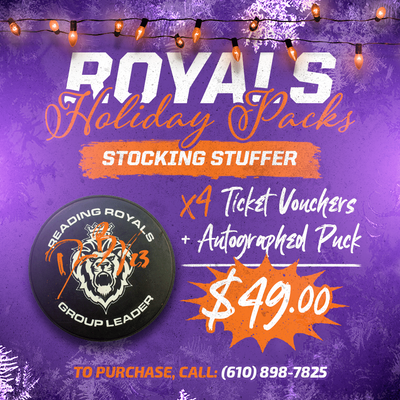 ROYALS
Holiday Packs
STOCKING STUFFER
x4 Ticket Vouchers
+ Autographed Puck
$49.00
READING ROYALS
GROUP LEADER
TO PURCHASE, CALL: (610) 898-7825